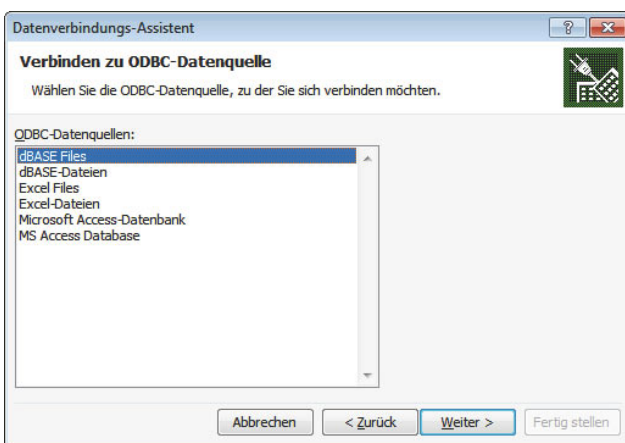 Datenverbindungs-Assistent
Verbinden zu ODBC-Datenquelle
Wählen Sie die ODBC-Datenquelle, zu der Sie sich verbinden möchten.
ODBC-Datenquellen:
dBASE Files
dBASE-Dateien
Excel Files
Excel-Dateien
Microsoft Access-Datenbank
MS Access Database
Abbrechen < Zurück Weiter > Fertig stellen